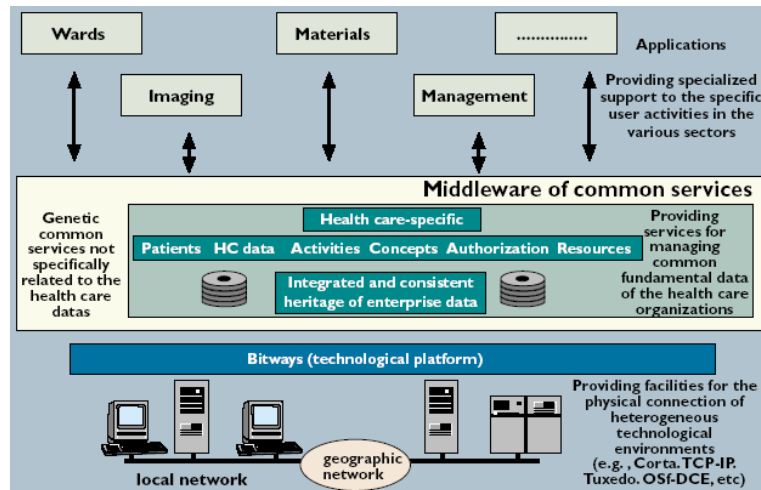 Wards
Materials
...............
Applications
Imaging
Management
Providing specialized
support to the specific
user activities in the
various sectors
Middleware of common services
Genetic
common
services not
specifically
related to the
health care
datas
Health care-specific
Patients HC data Activities Concepts Authorization Resources
Integrated and consistent
heritage of enterprise data
Providing
services for
managing
common
fundamental data
of the health care
organizations
Bitways (technological platform)
Providing facilities for the
physical connection of
heterogeneous
technological
environments
(e.g. , Corta. TCP-IP.
Tuxedo. OSf-DCE, etc)
local network
geographic
network